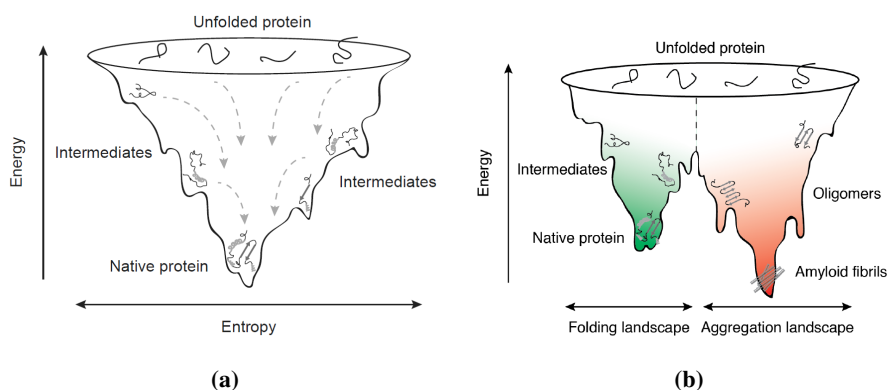 Unfolded protein
Energy
Intermediates
Intermediates
Native protein
Entropy
(a)
Unfolded protein
Energy
Intermediates
Oligomers
Native protein
Amyloid fibrils
Folding landscape
Aggregation landscape
(b)